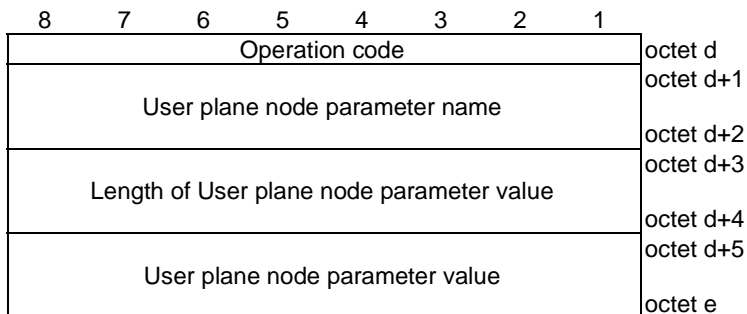 8 7 6 5 4 3 2 1
Operation code octet d
octet d+1
User plane node parameter name
octet d+2
octet d+3
Length of User plane node parameter value
octet d+4
octet d+5
User plane node parameter value
octet e